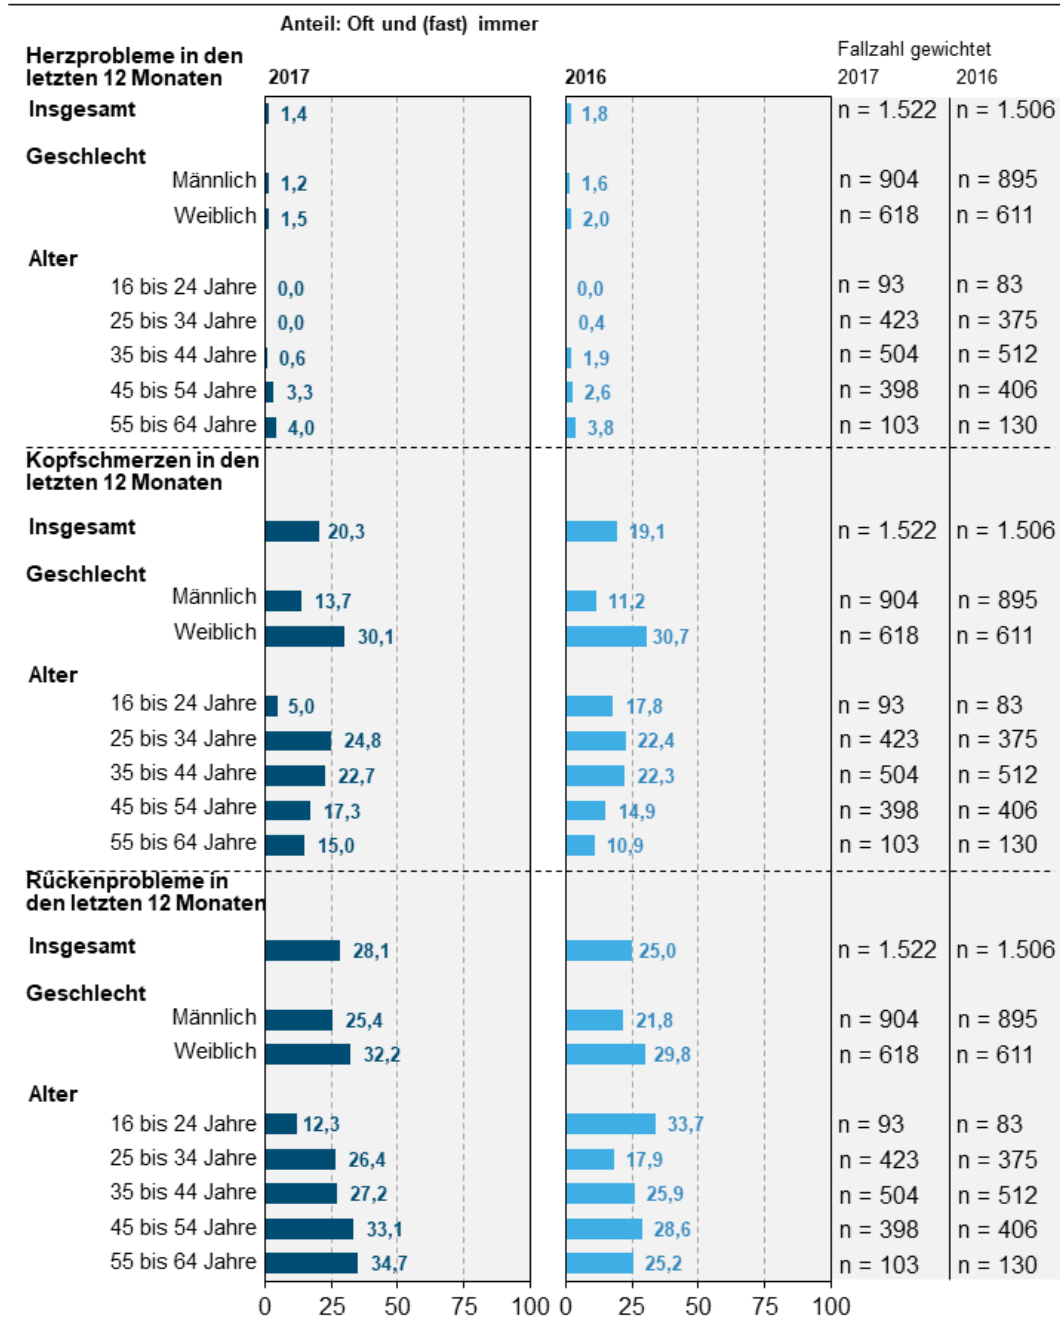 Anteil: Oft und (fast) immer
Fallzahl gewichtet
Herzprobleme in den
letzten 12 Monaten 2017 2016 2017 2016
Insgesamt 1,4 1,8 n = 1.522 n = 1.506
Geschlecht
Männlich 1,2 1,6 n = 904 n = 895
Weiblich 1,5 2,0 n = 618 n = 611
Alter
16 bis 24 Jahre 0,0 0,0 n = 93 n = 83
25 bis 34 Jahre 0,0 0,4 n = 423 n = 375
35 bis 44 Jahre 0,6 1,9 n = 504 n = 512
45 bis 54 Jahre 3,3 2,6 n = 398 n = 406
55 bis 64 Jahre 4,0 3,8 n = 103 n = 130
Kopfschmerzen in den
letzten 12 Monaten
Insgesamt 20,3 19,1 n = 1.522 n = 1.506
Geschlecht
Männlich 13,7 11,2 n = 904 n = 895
Weiblich 30,1 30,7 n = 618 n = 611
Alter
16 bis 24 Jahre 5,0 17,8 n = 93 n = 83
25 bis 34 Jahre 24,8 22,4 n = 423 n = 375
35 bis 44 Jahre 22,7 22,3 n = 504 n = 512
45 bis 54 Jahre 17,3 14,9 n = 398 n = 406
55 bis 64 Jahre 15,0 10,9 n = 103 n = 130
Rückenprobleme in
den letzten 12 Monaten
Insgesamt 28,1 25,0 n = 1.522 n = 1.506
Geschlecht
Männlich 25,4 21,8 n = 904 n = 895
Weiblich 32,2 29,8 n = 618 n = 611
Alter
16 bis 24 Jahre 12,3 33,7 n = 93 n = 83
25 bis 34 Jahre 26,4 17,9 n = 423 n = 375
35 bis 44 Jahre 27,2 25,9 n = 504 n = 512
45 bis 54 Jahre 33,1 28,6 n = 398 n = 406
55 bis 64 Jahre 34,7 25,2 n = 103 n = 130
0 25 50 75 100 0 25 50 75 100